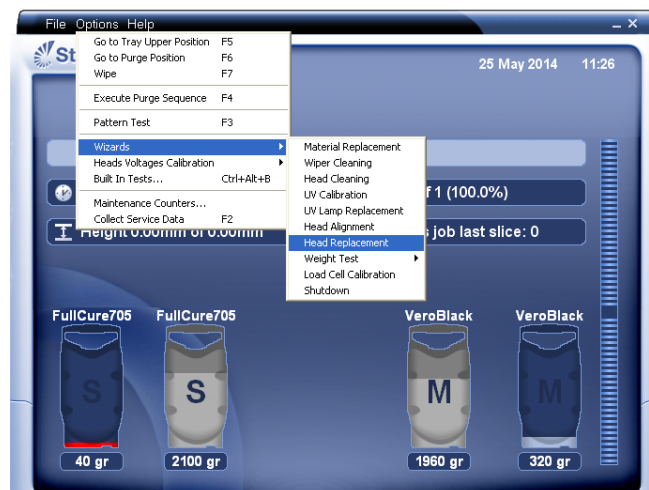 File Options Help
St
25 May 2014 11:26
Go to Tray Upper Position F5
Go to Purge Position F6
Wipe F7
Execute Purge Sequence F4
Pattern Test F3
Wizards
Heads Voltages Calibration
Built In Tests... Ctrl+Alt+B
Maintenance Counters...
Collect Service Data F2
Material Replacement
Wiper Cleaning
Head Cleaning
UV Calibration
UV Lamp Replacement
Head Alignment
Head Replacement
Weight Test
Load Cell Calibration
Shutdown
f 1 (100.0%)
Height 0.00mm of 0.00mm
s job last slice: 0
FullCure705 FullCure705 VeroBlack VeroBlack
S S M M
40 gr 2100 gr 1960 gr 320 gr